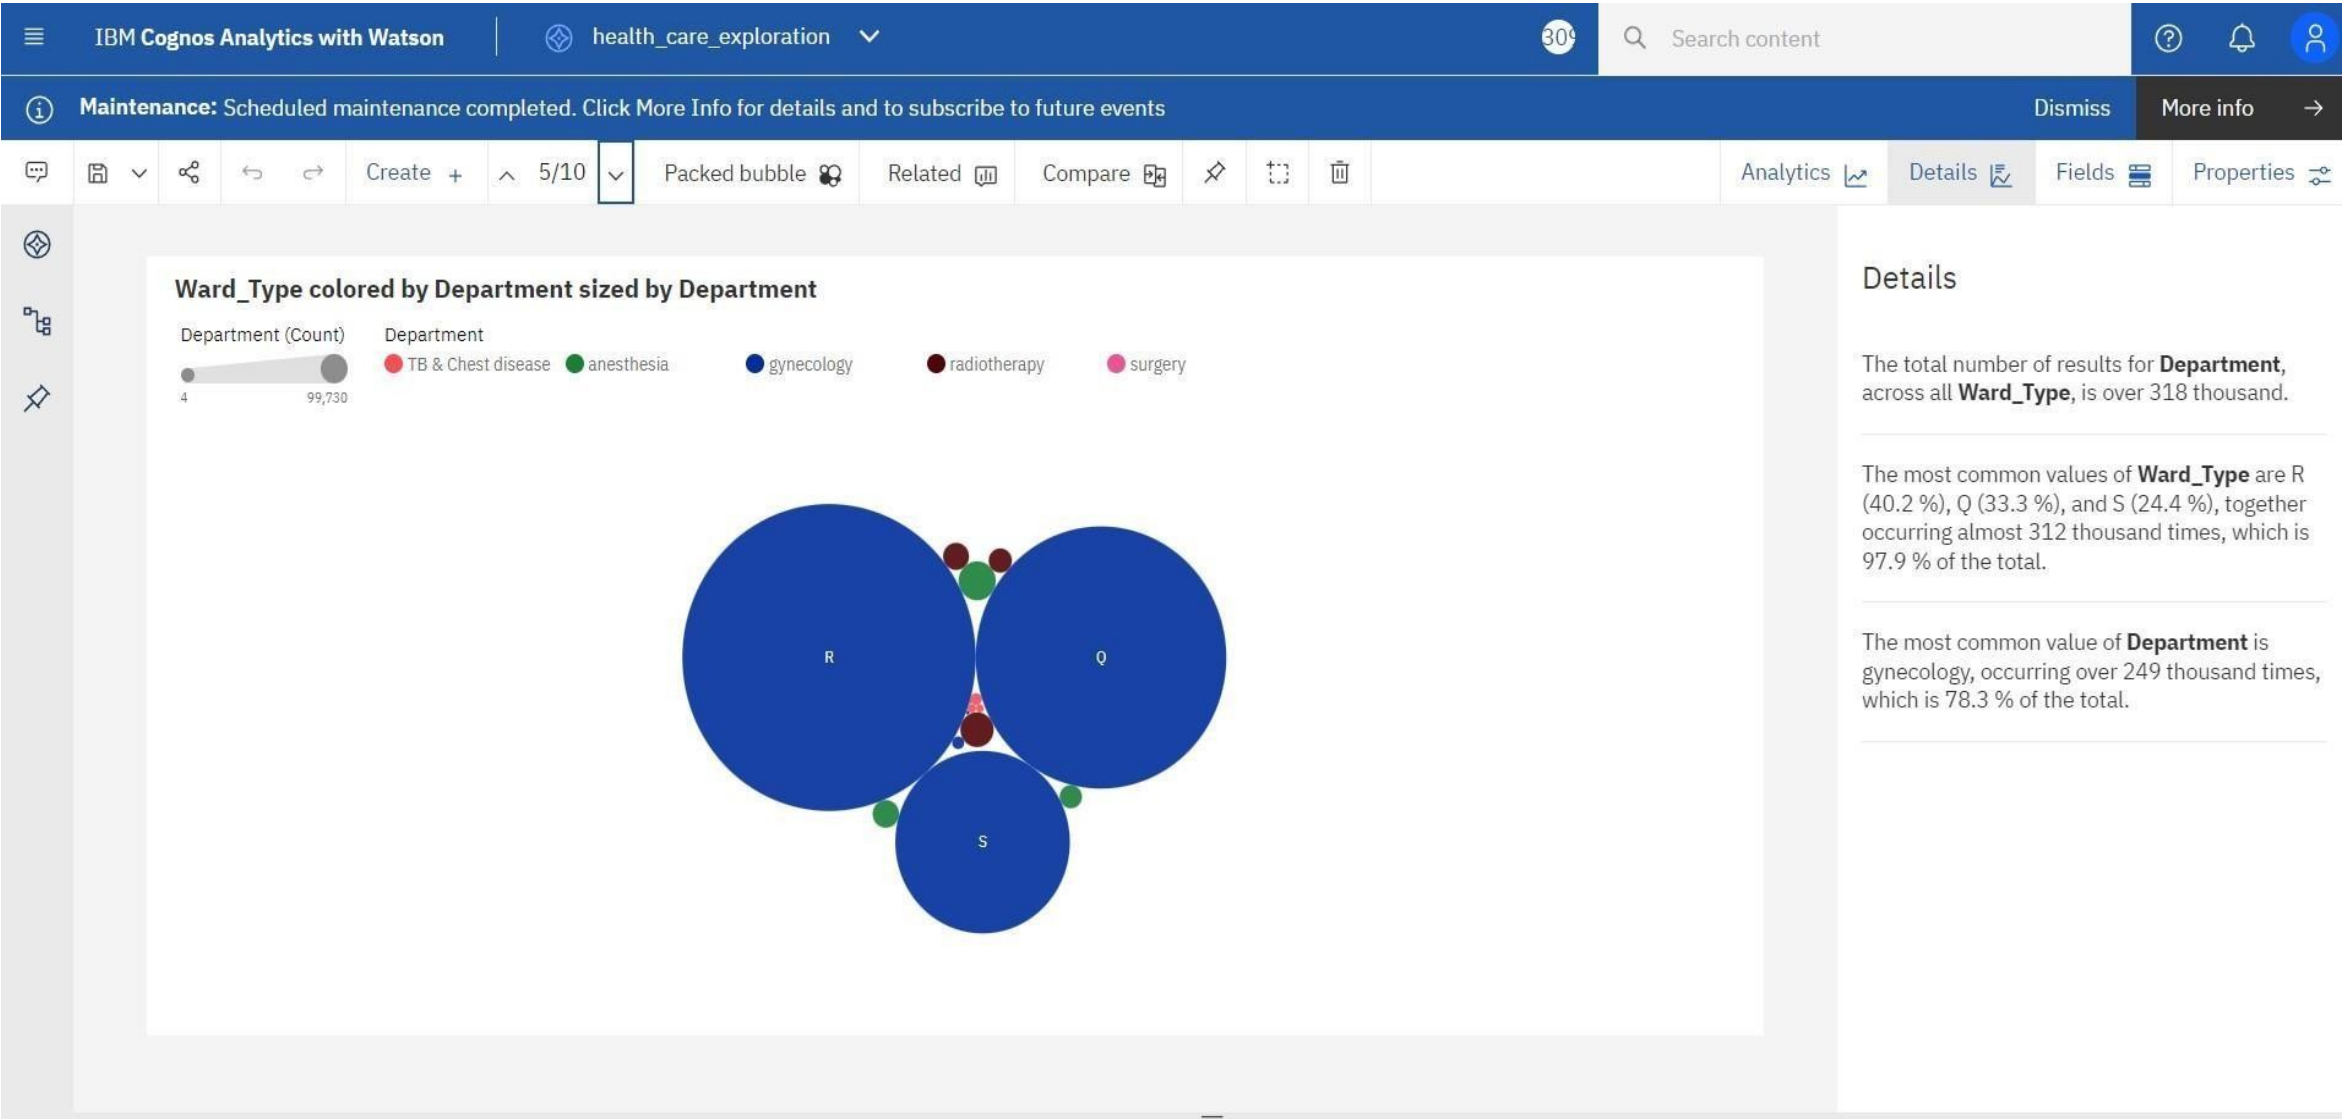 IBM Cognos Analytics with Watson
health_care_exploration
Search content
Maintenance: Scheduled maintenance completed. Click More Info for details and to subscribe to future events
Dismiss
More info
Create +
5/10
Packed bubble
Related
Compare
Analytics
Details
Fields
Properties
Ward_Type colored by Department sized by Department
Department (Count)
4
99,730
Department
TB & Chest disease
anesthesia
gynecology
radiotherapy
surgery
R
Q
S
Details
The total number of results for Department,
across all Ward_Type, is over 318 thousand.
The most common values of Ward_Type are R
(40.2 %), Q (33.3 %), and S (24.4 %), together
occurring almost 312 thousand times, which is
97.9 % of the total.
The most common value of Department is
gynecology, occurring over 249 thousand times,
which is 78.3 % of the total.